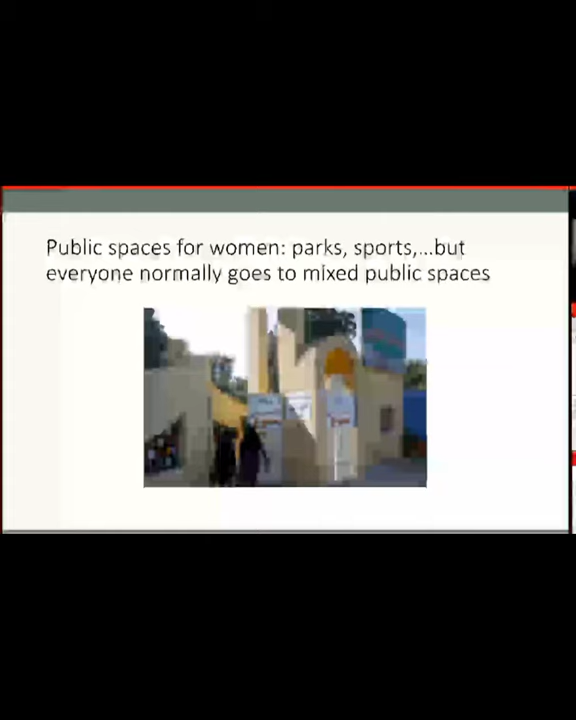 Public spaces for women: parks, sports,...but
everyone normally goes to mixed public spaces